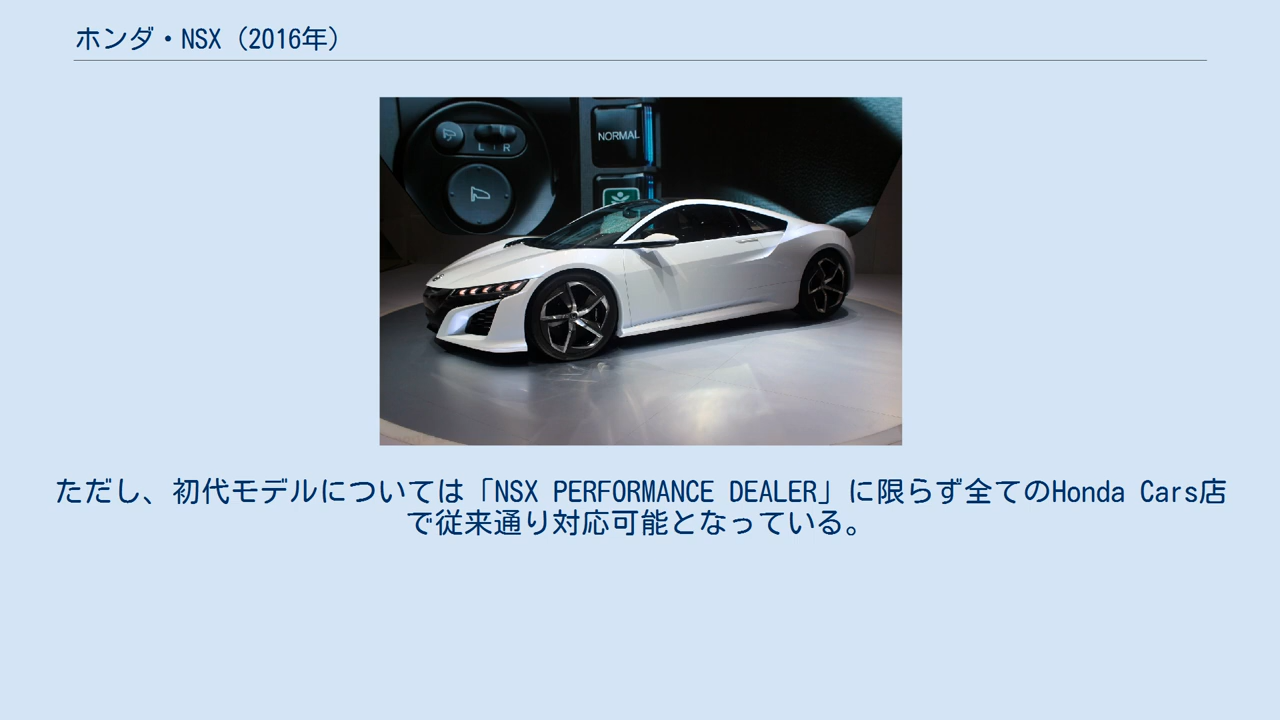 ホンダ・NSX（2016年）
NORMAL
L R
ただし、初代モデルについては「NSX PERFORMANCE DEALER」に限らず全てのHonda Cars店
で従来通り対応可能となっている。